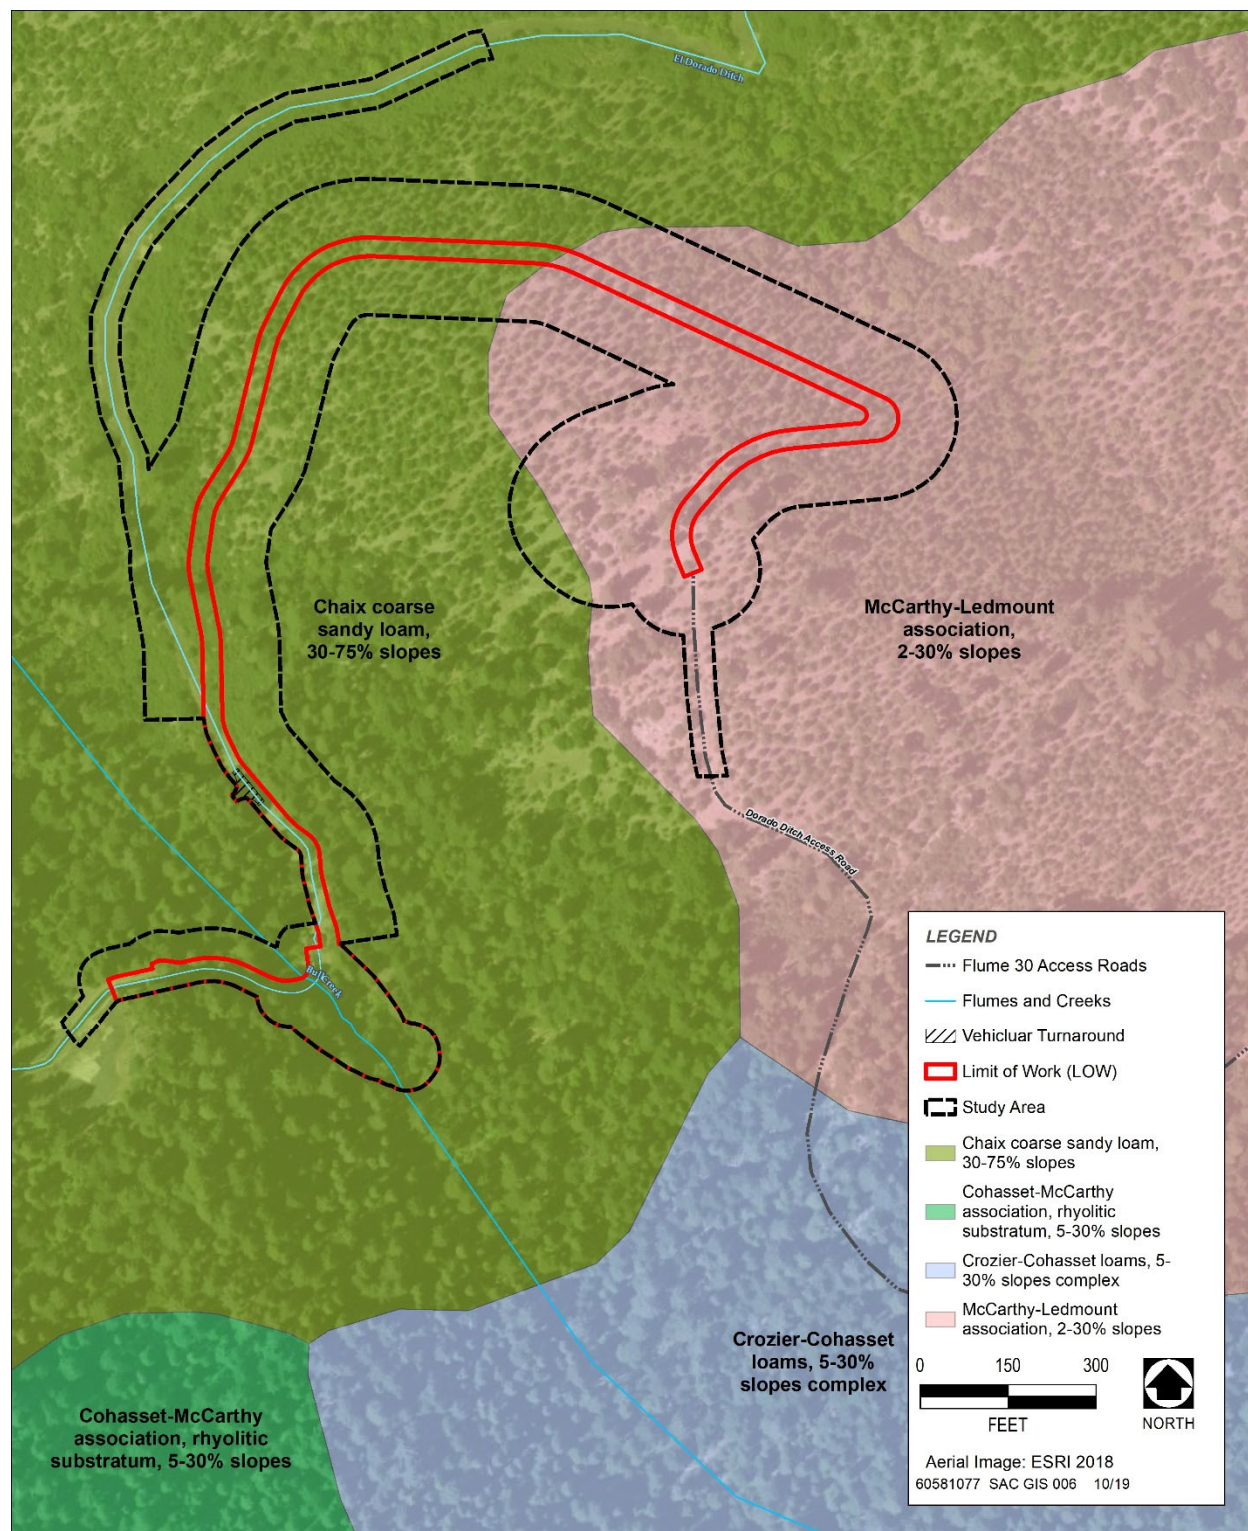 El Dorado Ditch
Chaix coarse
sandy loam,
30-75% slopes
McCarthy-Ledmount
association,
2-30% slopes
Dorado Ditch Access Road
Bull Creek
Crozier-Cohasset
loams, 5-30%
slopes complex
Cohasset-McCarthy
association, rhyolitic
substratum, 5-30% slopes
LEGEND
Flume 30 Access Roads
Flumes and Creeks
Vehicluar Turnaround
Limit of Work (LOW)
Study Area
Chaix coarse sandy loam,
30-75% slopes
Cohasset-McCarthy
association, rhyolitic
substratum, 5-30% slopes
Crozier-Cohasset loams, 5-
30% slopes complex
McCarthy-Ledmount
association, 2-30% slopes
0 150 300
FEET
NORTH
Aerial Image: ESRI 2018
60581077 SAC GIS 006 10/19